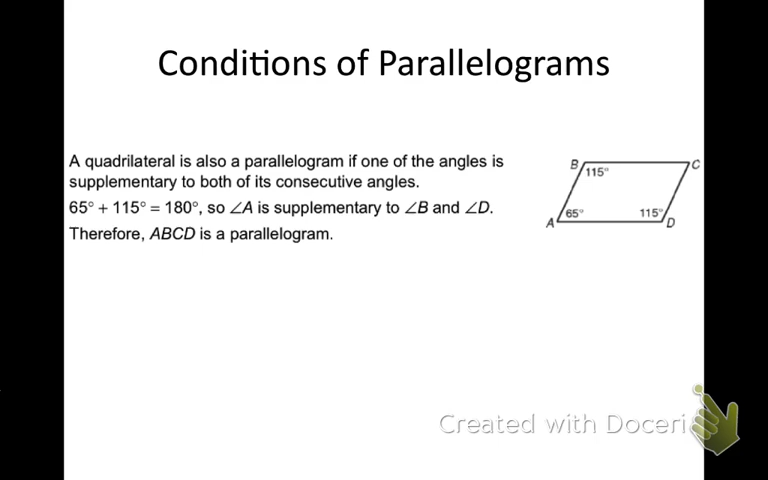 Conditions of Parallelograms
A quadrilateral is also a parallelogram if one of the angles is
supplementary to both of its consecutive angles.
65° + 115° = 180°, so ∠A is supplementary to ∠B and ∠D.
Therefore, ABCD is a parallelogram.
B
C
115°
65°
115°
A
D
Created with Doceri